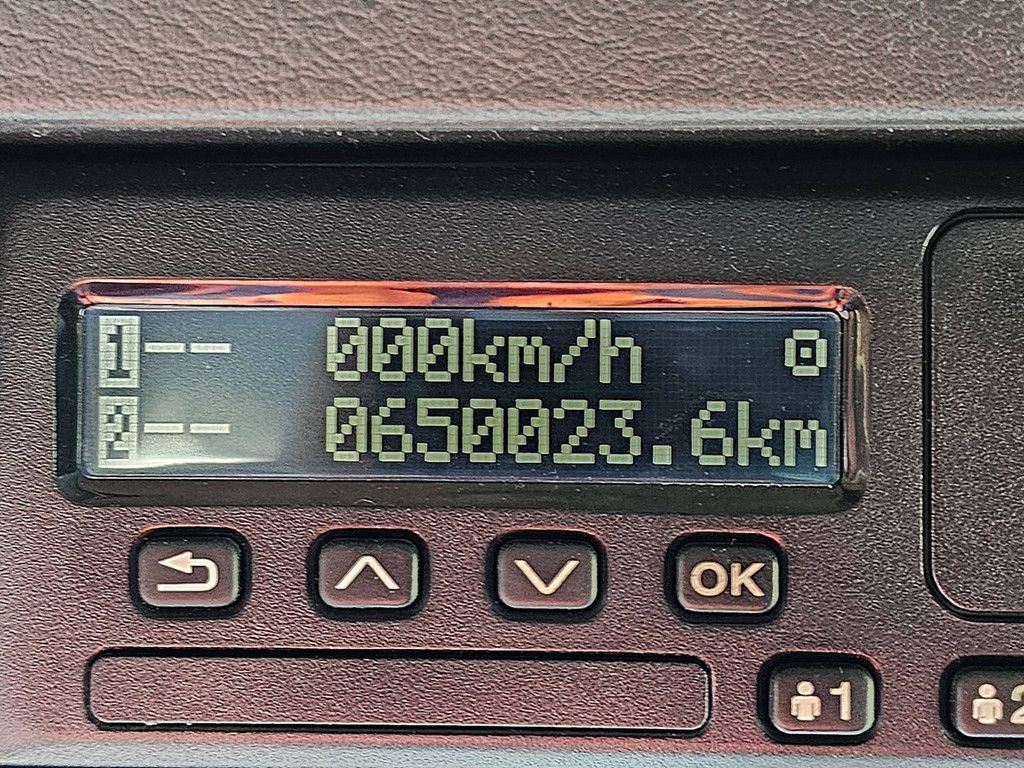 1 -- -- 000km/h
2 -- -- 0650023.6km
OK
1
2